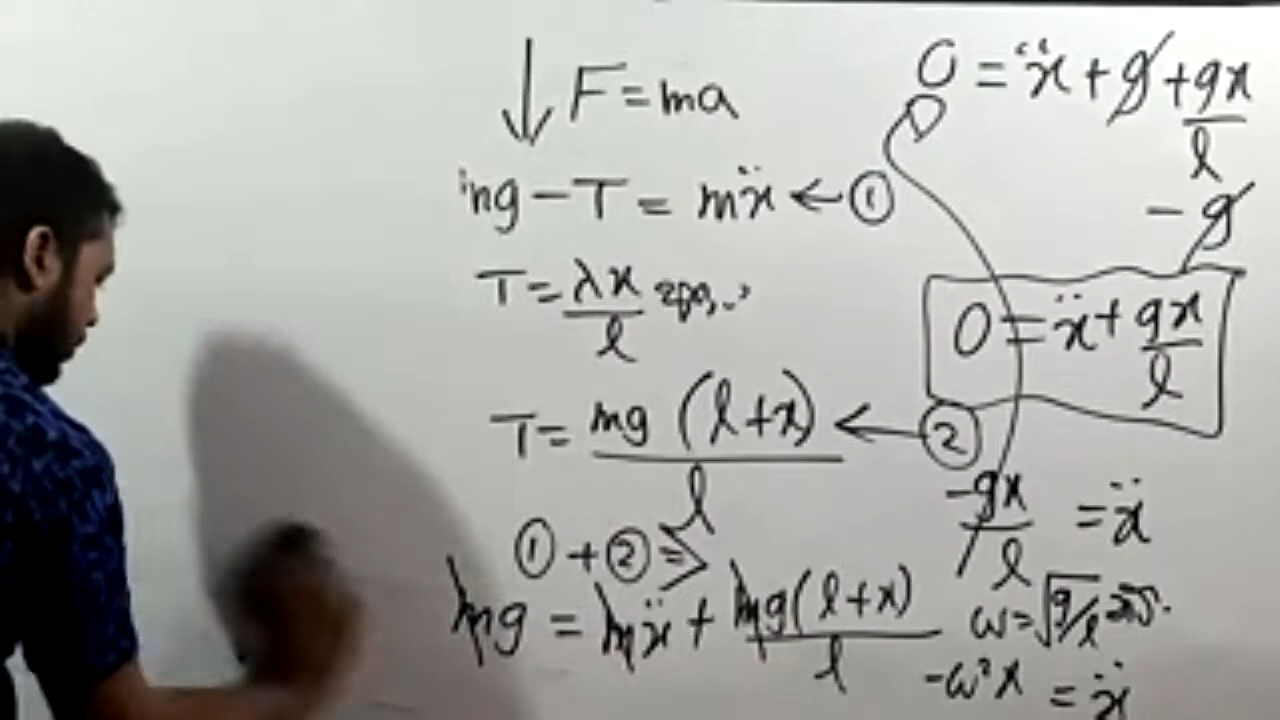 ↓ F = ma
mg − T = mẍ ← ①
T = λx/l
T = mg (l+x)/l ← ②
① + ② ⇒
mg = mẍ + mg(l+x)/l
0 = ẍ + g + gx/l
− g
0 = ẍ + gx/l
−gx/l = ẍ
ω = √g/l
−ω²x = ẍ